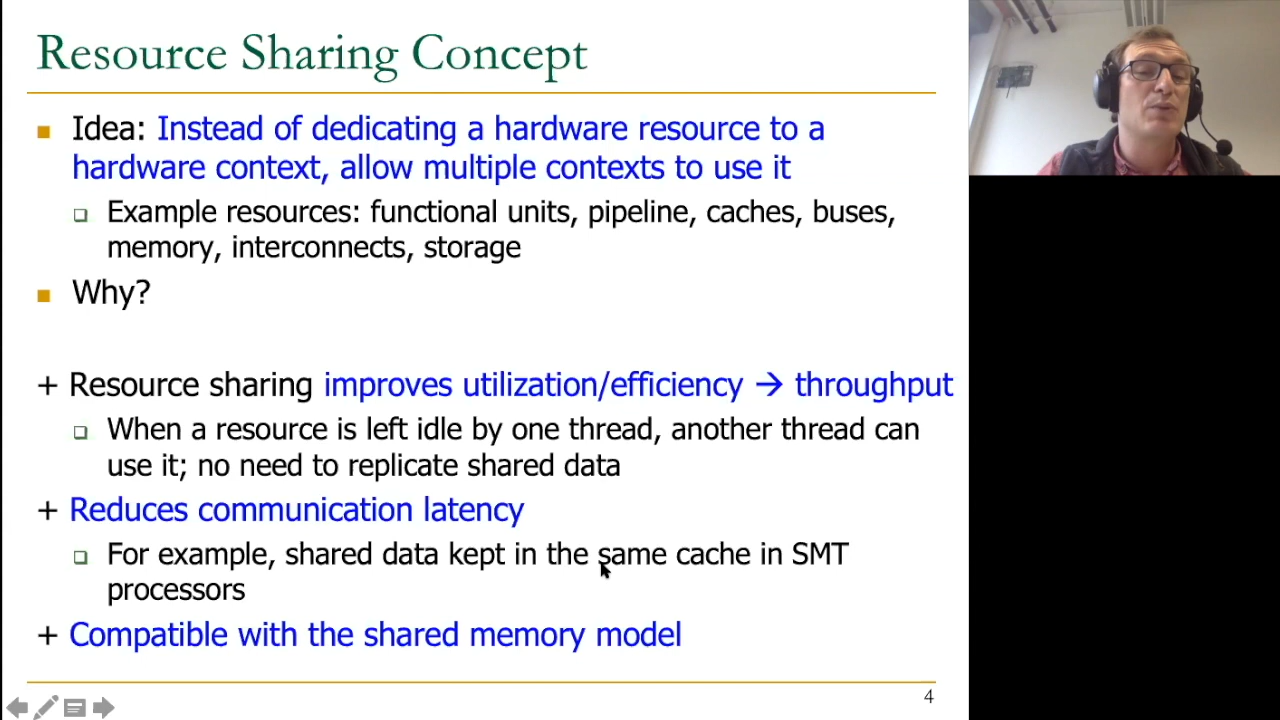 Resource Sharing Concept
Idea: Instead of dedicating a hardware resource to a
hardware context, allow multiple contexts to use it
Example resources: functional units, pipeline, caches, buses,
memory, interconnects, storage
Why?
+ Resource sharing improves utilization/efficiency → throughput
When a resource is left idle by one thread, another thread can
use it; no need to replicate shared data
+ Reduces communication latency
For example, shared data kept in the same cache in SMT
processors
+ Compatible with the shared memory model
4